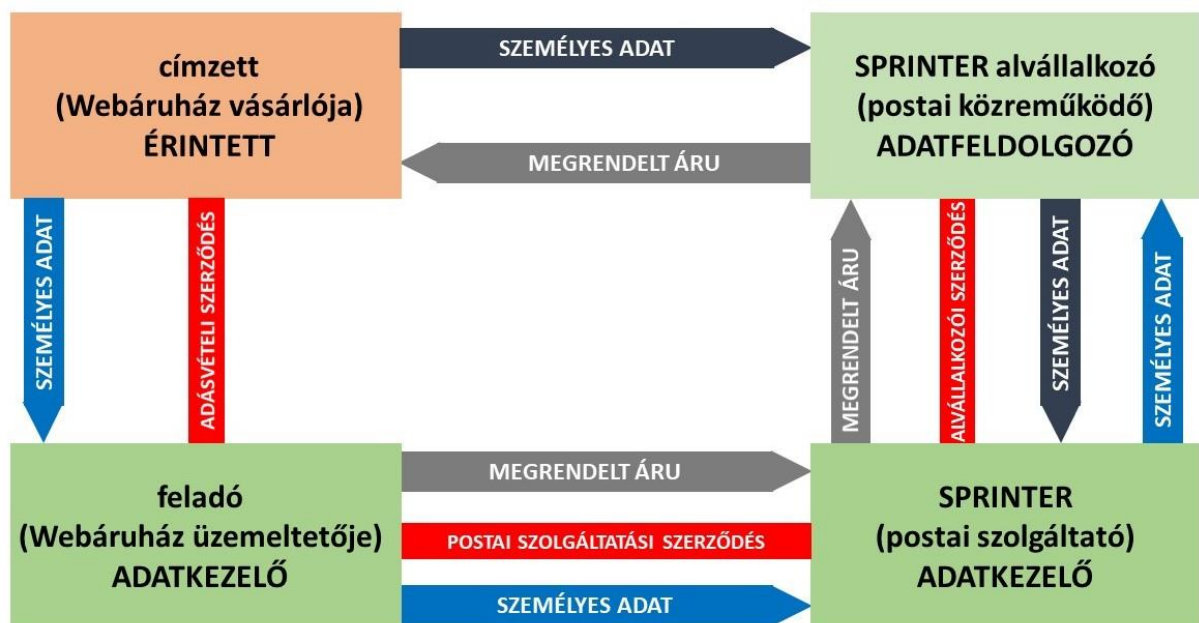 címzett
(Webáruház vásárlója)
ÉRINTETT
SZEMÉLYES ADAT
MEGRENDELT ÁRU
SPRINTER alvállalkozó
(postai közreműködő)
ADATFELDOLGOZÓ
SZEMÉLYES ADAT
ADÁSVÉTELI SZERZŐDÉS
MEGRENDELT ÁRU
ALVÁLLALKOZÓI SZERZŐDÉS
SZEMÉLYES ADAT
SZEMÉLYES ADAT
feladó
(Webáruház üzemeltetője)
ADATKEZELŐ
MEGRENDELT ÁRU
POSTAI SZOLGÁLTATÁSI SZERZŐDÉS
SZEMÉLYES ADAT
SPRINTER
(postai szolgáltató)
ADATKEZELŐ